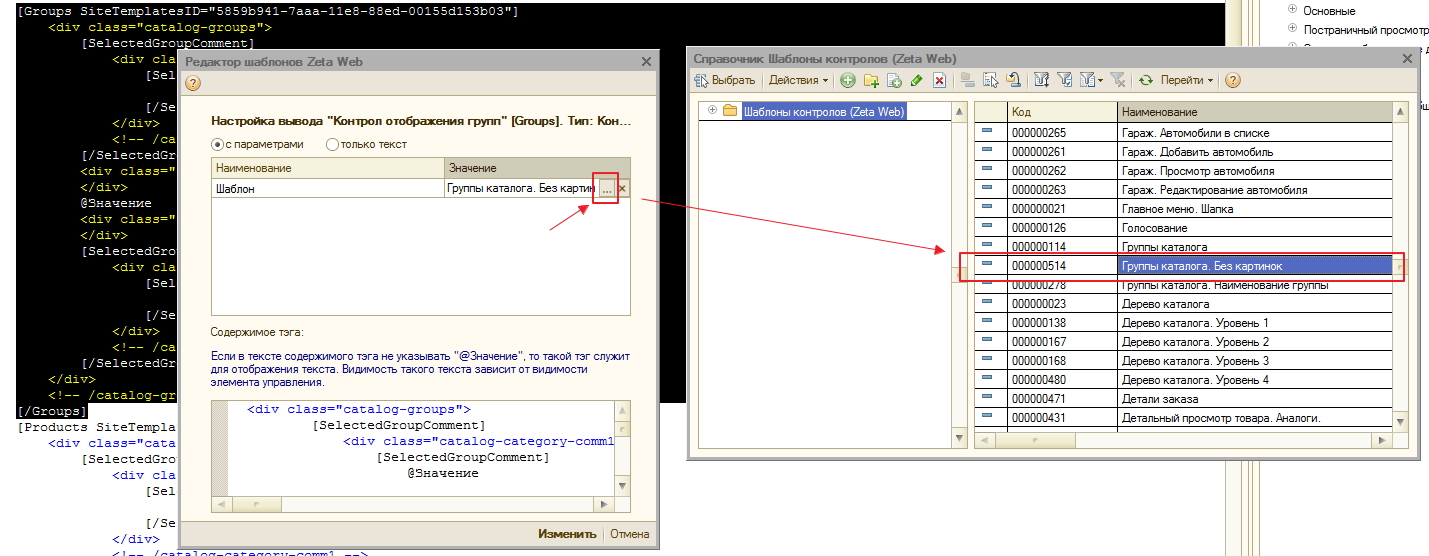 [Groups SiteTemplatesID="5859b941-7aaa-11e8-88ed-00155d153b03"]
<div class="catalog-groups">
[SelectedGroupComment]
<div cla
[Sel
[/Se
</div>
<!-- /ca
[/SelectedGr
<div class="
</div>
@Значение
<div class="
</div>
[SelectedGro
<div cla
[Sel
[/Se
</div>
<!-- /ca
[/SelectedGr
</div>
<!-- /catalog-gr
[/Groups]
[Products SiteTempla
<div class="cata
[SelectedGro
<div cla
[Sel
[/Se
</div>
<!-- /catalog-category-comm1 -->
Редактор шаблонов Zeta Web
Настройка вывода "Контрол отображения групп" [Groups]. Тип: Кон...
с параметрами
только текст
Наименование Значение
Шаблон Группы каталога. Без картин ...
Содержимое тэга:
Если в тексте содержимого тэга не указывать "@Значение", то такой тэг служит
для отображения текста. Видимость такого текста зависит от видимости
элемента управления.
<div class="catalog-groups">
[SelectedGroupComment]
<div class="catalog-category-comm1
[SelectedGroupComment]
@Значение
Изменить Отмена
Справочник Шаблоны контролов (Zeta Web)
Выбрать Действия Перейти
Шаблоны контролов (Zeta Web)
Код Наименование
000000265 Гараж. Автомобили в списке
000000261 Гараж. Добавить автомобиль
000000262 Гараж. Просмотр автомобиля
000000263 Гараж. Редактирование автомобиля
000000021 Главное меню. Шапка
000000126 Голосование
000000114 Группы каталога
000000514 Группы каталога. Без картинок
000000278 Группы каталога. Наименование группы
000000023 Дерево каталога
000000138 Дерево каталога. Уровень 1
000000167 Дерево каталога. Уровень 2
000000168 Дерево каталога. Уровень 3
000000480 Дерево каталога. Уровень 4
000000471 Детали заказа
000000431 Детальный просмотр товара. Аналоги.
Основные
Постраничный просмотр